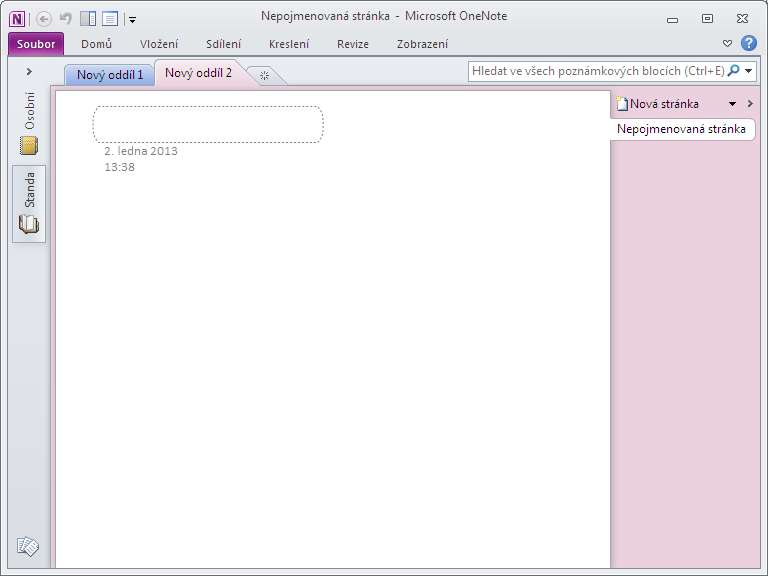 Nepojmenovaná stránka - Microsoft OneNote
Soubor Domů Vložení Sdílení Kreslení Revize Zobrazení
Nový oddíl 1 Nový oddíl 2 Hledat ve všech poznámkových blocích (Ctrl+E)
Osobní
Standa
Nová stránka
Nepojmenovaná stránka
2. ledna 2013
13:38